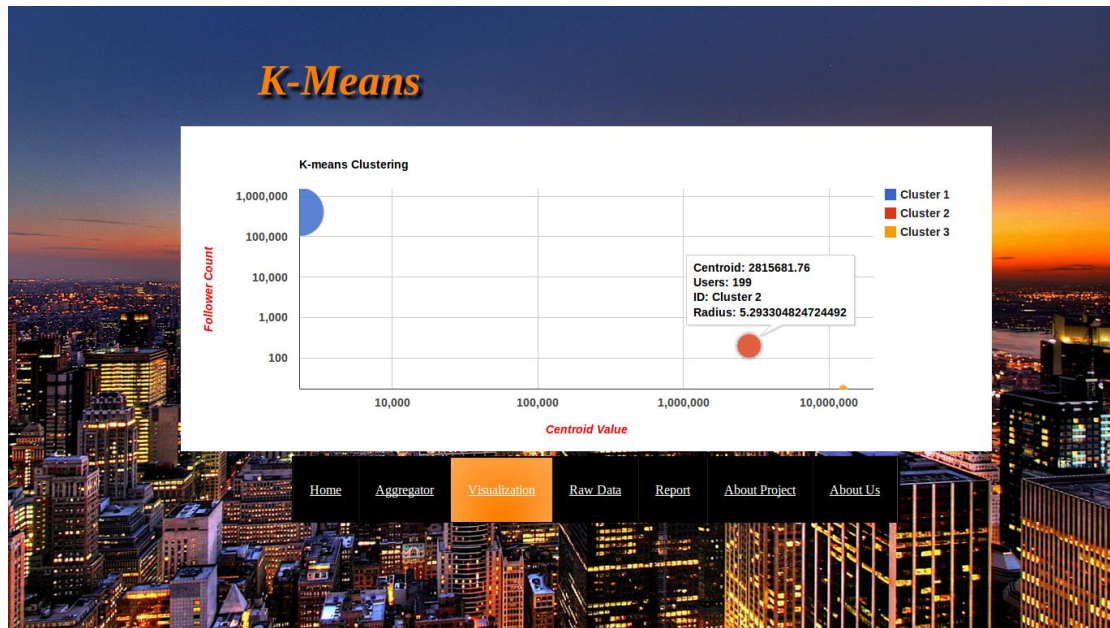 K-Means
K-means Clustering
1,000,000
100,000
10,000
1,000
100
Follower Count
Cluster 1
Cluster 2
Cluster 3
Centroid: 2815681.76
Users: 199
ID: Cluster 2
Radius: 5.293304824724492
10,000 100,000 1,000,000 10,000,000
Centroid Value
Home Aggregator Visualization Raw Data Report About Project About Us